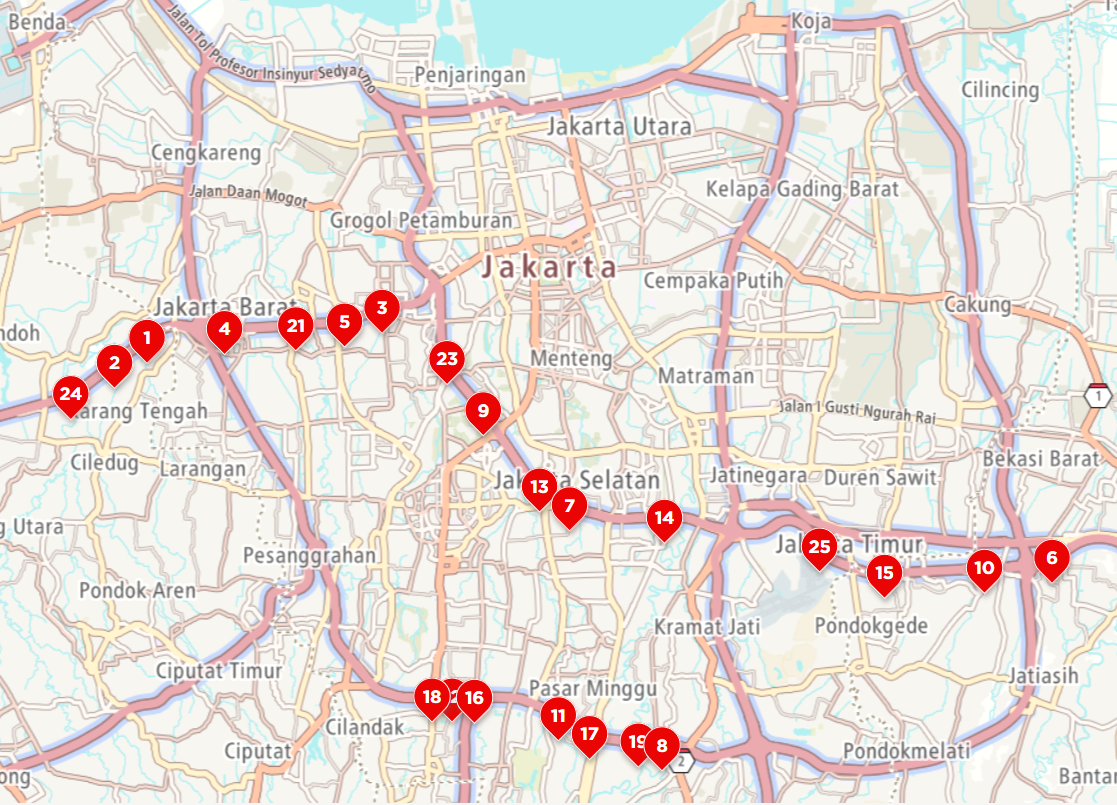 Benda
Koja
Jalan Tol Profesor Insinyur Sedyatmo
Penjaringan
Cilincing
Jakarta Utara
Cengkareng
Jalan Daan Mogot
Kelapa Gading Barat
Grogol Petamburan
Jakarta
Cempaka Putih
Jakarta Barat
Cakung
ndoh
3
5
21
4
1
2
24
23
Menteng
Matraman
1
arang Tengah
9
Jalan I Gusti Ngurah Rai
Ciledug
Larangan
Bekasi Barat
Jatinegara
Duren Sawit
Jak
a Selatan
13
7
14
g Utara
Pesanggrahan
Ja
a Timur
25
15
10
6
Pondok Aren
Kramat Jati
Pondokgede
Ciputat Timur
Jatiasih
Pasar Minggu
18
2
16
11
Cilandak
17
19
8
2
Ciputat
Pondokmelati
ong
Bantar